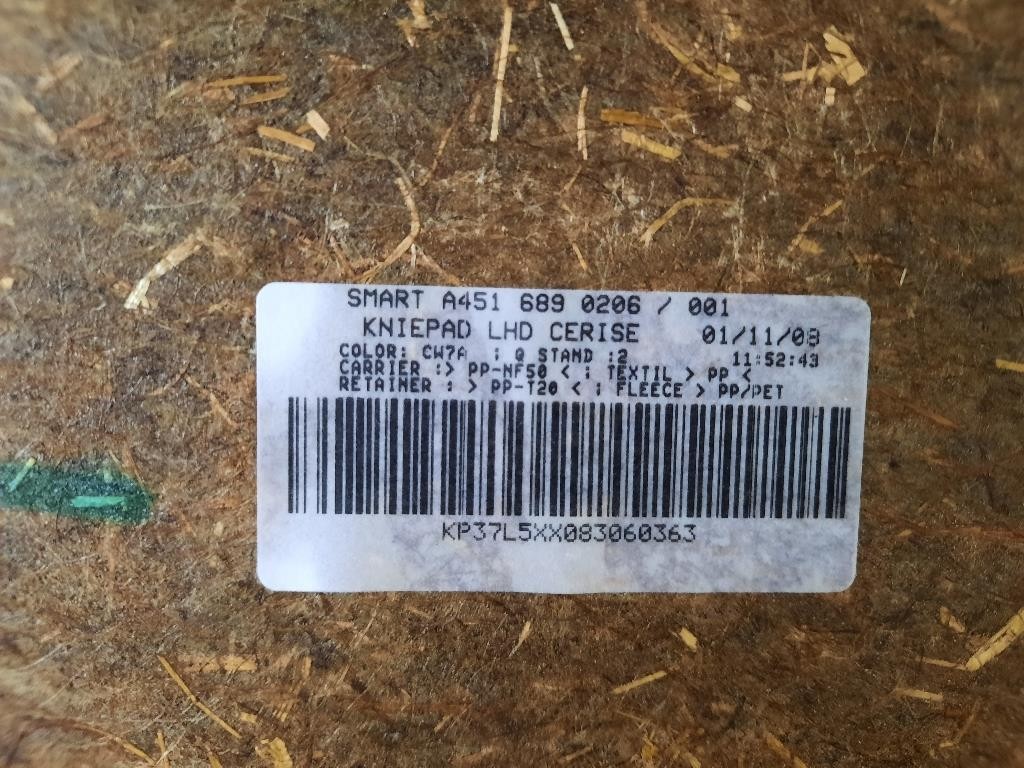 SMART A451 689 0206 / 001
KNIEPAD LHD CERISE 01/11/08
COLOR: CW7A : Q STAND :2 11:52:43
CARRIER :> PP-NF50 < ; TEXTIL > PP <
RETAINER : > PP-T20 < ; FLEECE > PP/PET
KP37L5XX083060363